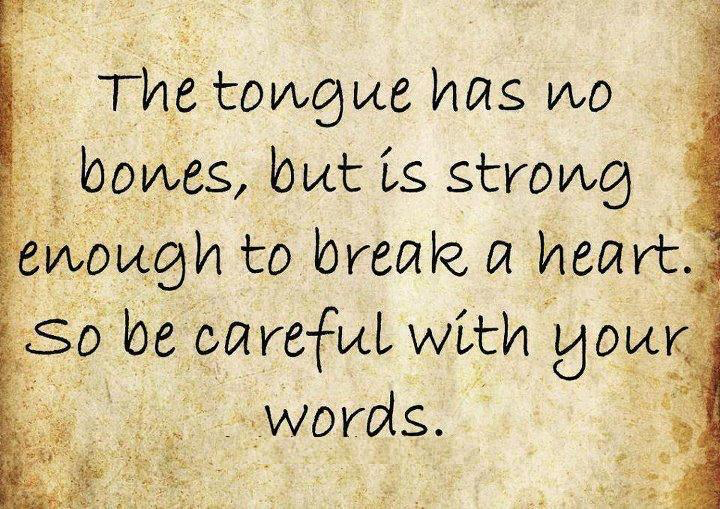 The tongue has no
bones, but is strong
enough to break a heart.
So be careful with your
words.